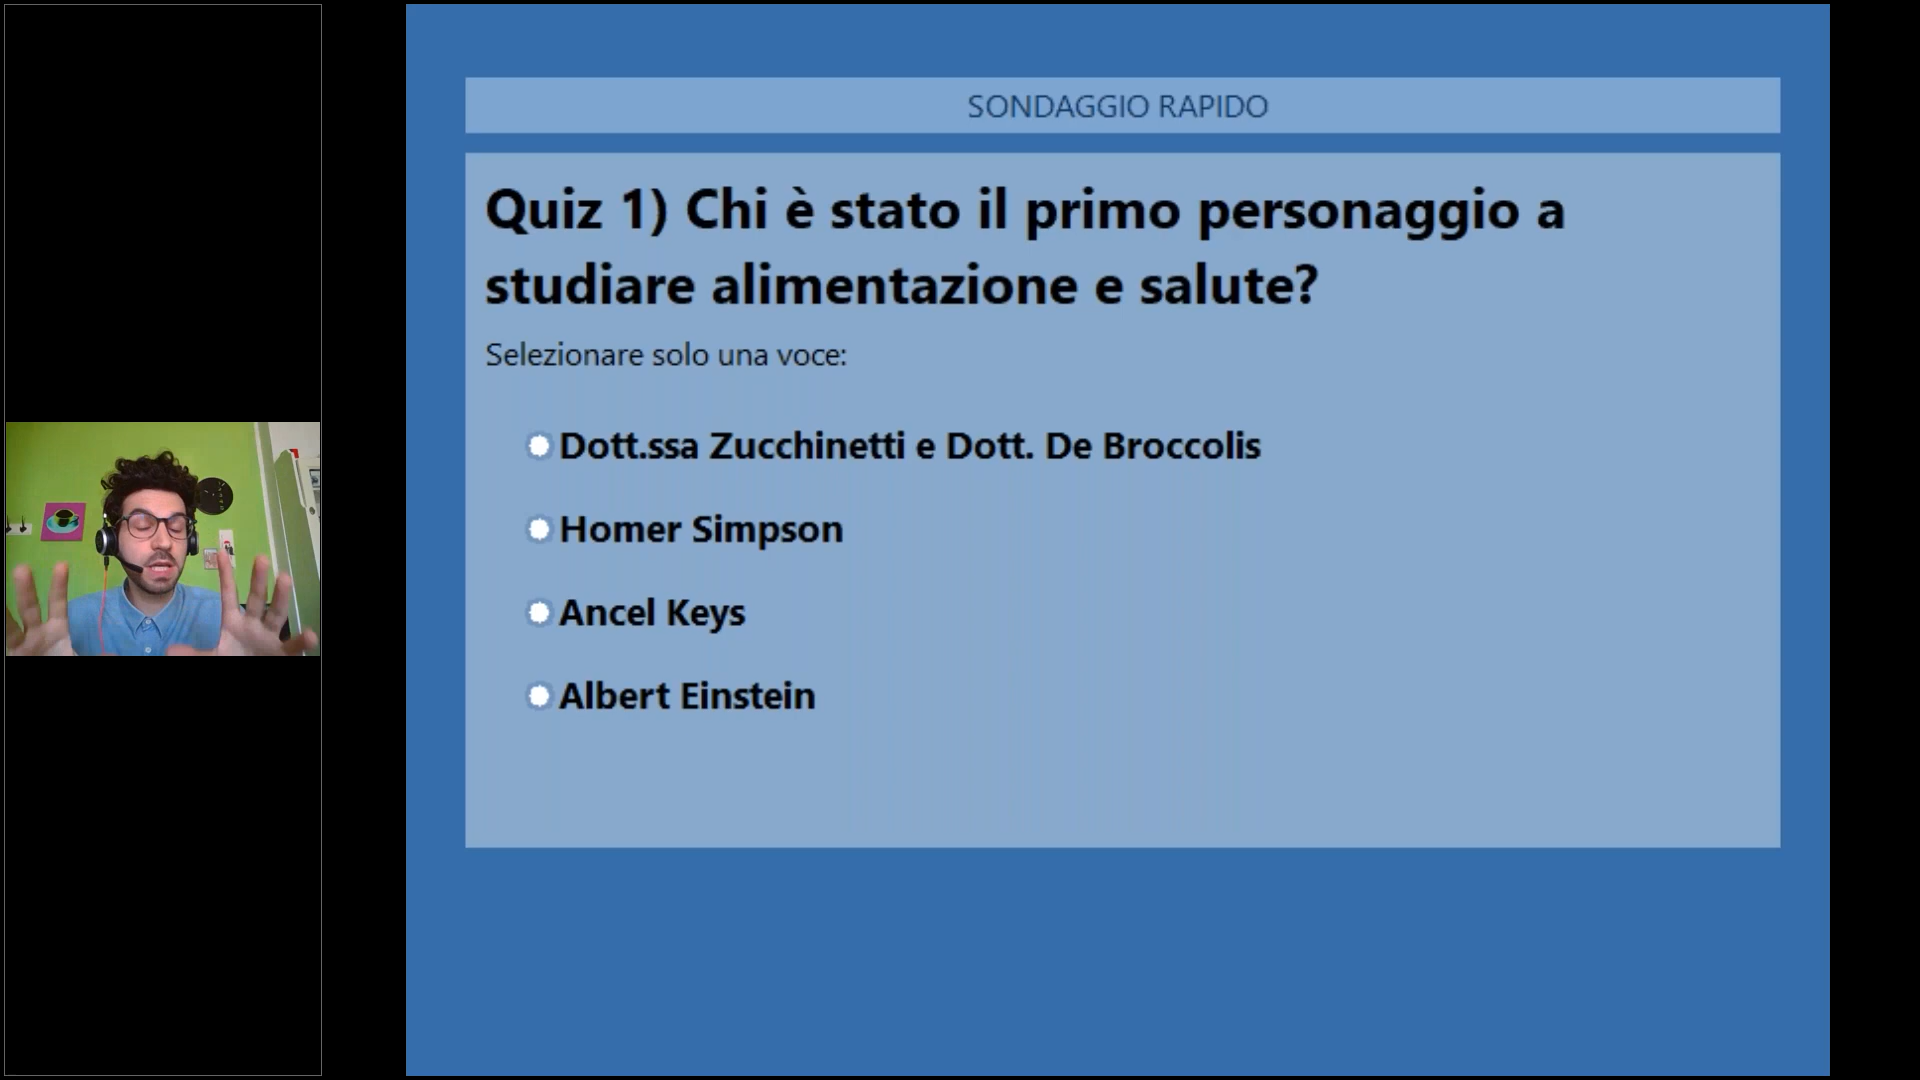 SONDAGGIO RAPIDO
Quiz 1) Chi è stato il primo personaggio a
studiare alimentazione e salute?
Selezionare solo una voce:
Dott.ssa Zucchinetti e Dott. De Broccolis
Homer Simpson
Ancel Keys
Albert Einstein